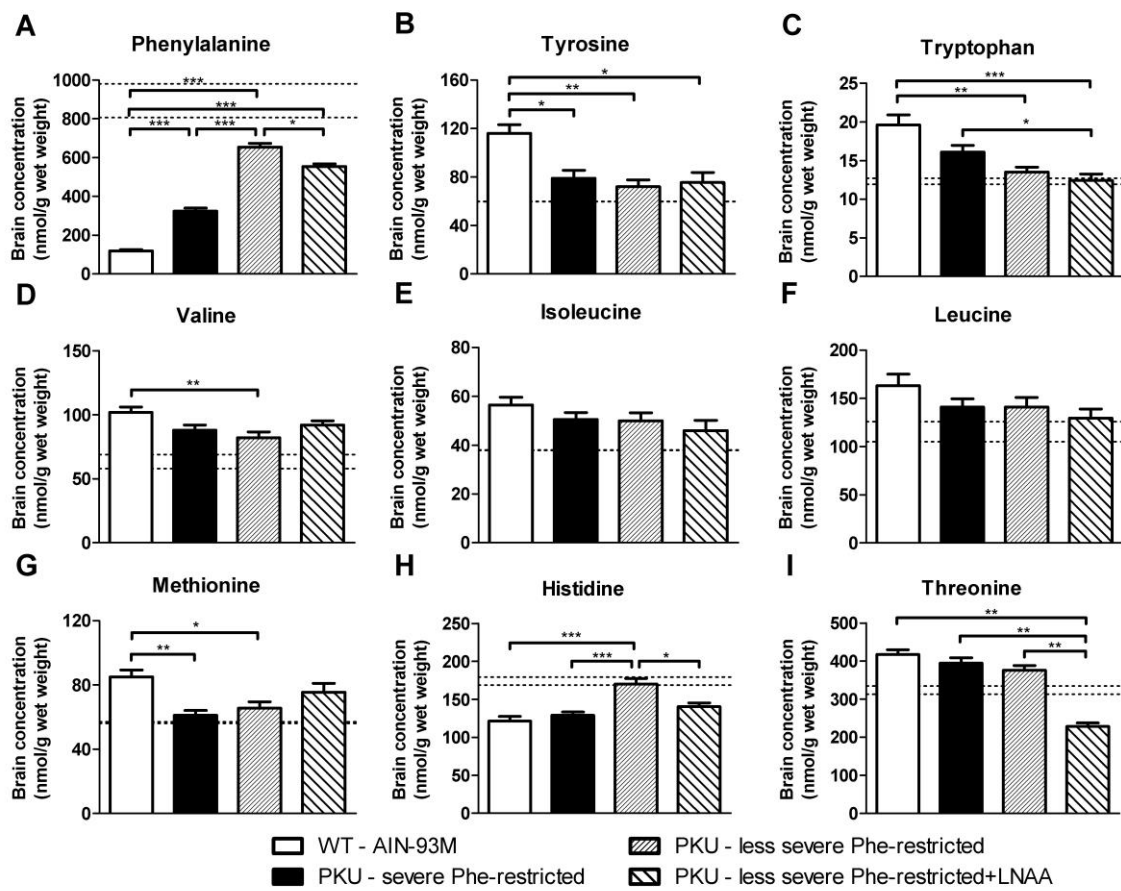 A
Phenylalanine
Brain concentration
(nmol/g wet weight)
1000
800
600
400
200
0
***
***
***
***
*
B
Tyrosine
Brain concentration
(nmol/g wet weight)
160
120
80
40
0
*
**
*
C
Tryptophan
Brain concentration
(nmol/g wet weight)
25
20
15
10
5
0
***
**
*
D
Valine
Brain concentration
(nmol/g wet weight)
150
100
50
0
**
E
Isoleucine
Brain concentration
(nmol/g wet weight)
80
60
40
20
0
F
Leucine
Brain concentration
(nmol/g wet weight)
200
150
100
50
0
G
Methionine
Brain concentration
(nmol/g wet weight)
120
80
40
0
*
**
H
Histidine
Brain concentration
(nmol/g wet weight)
250
200
150
100
50
0
***
***
*
I
Threonine
Brain concentration
(nmol/g wet weight)
500
400
300
200
100
0
**
**
**
WT - AIN-93M
PKU - severe Phe-restricted
PKU - less severe Phe-restricted
PKU - less severe Phe-restricted+LNAA